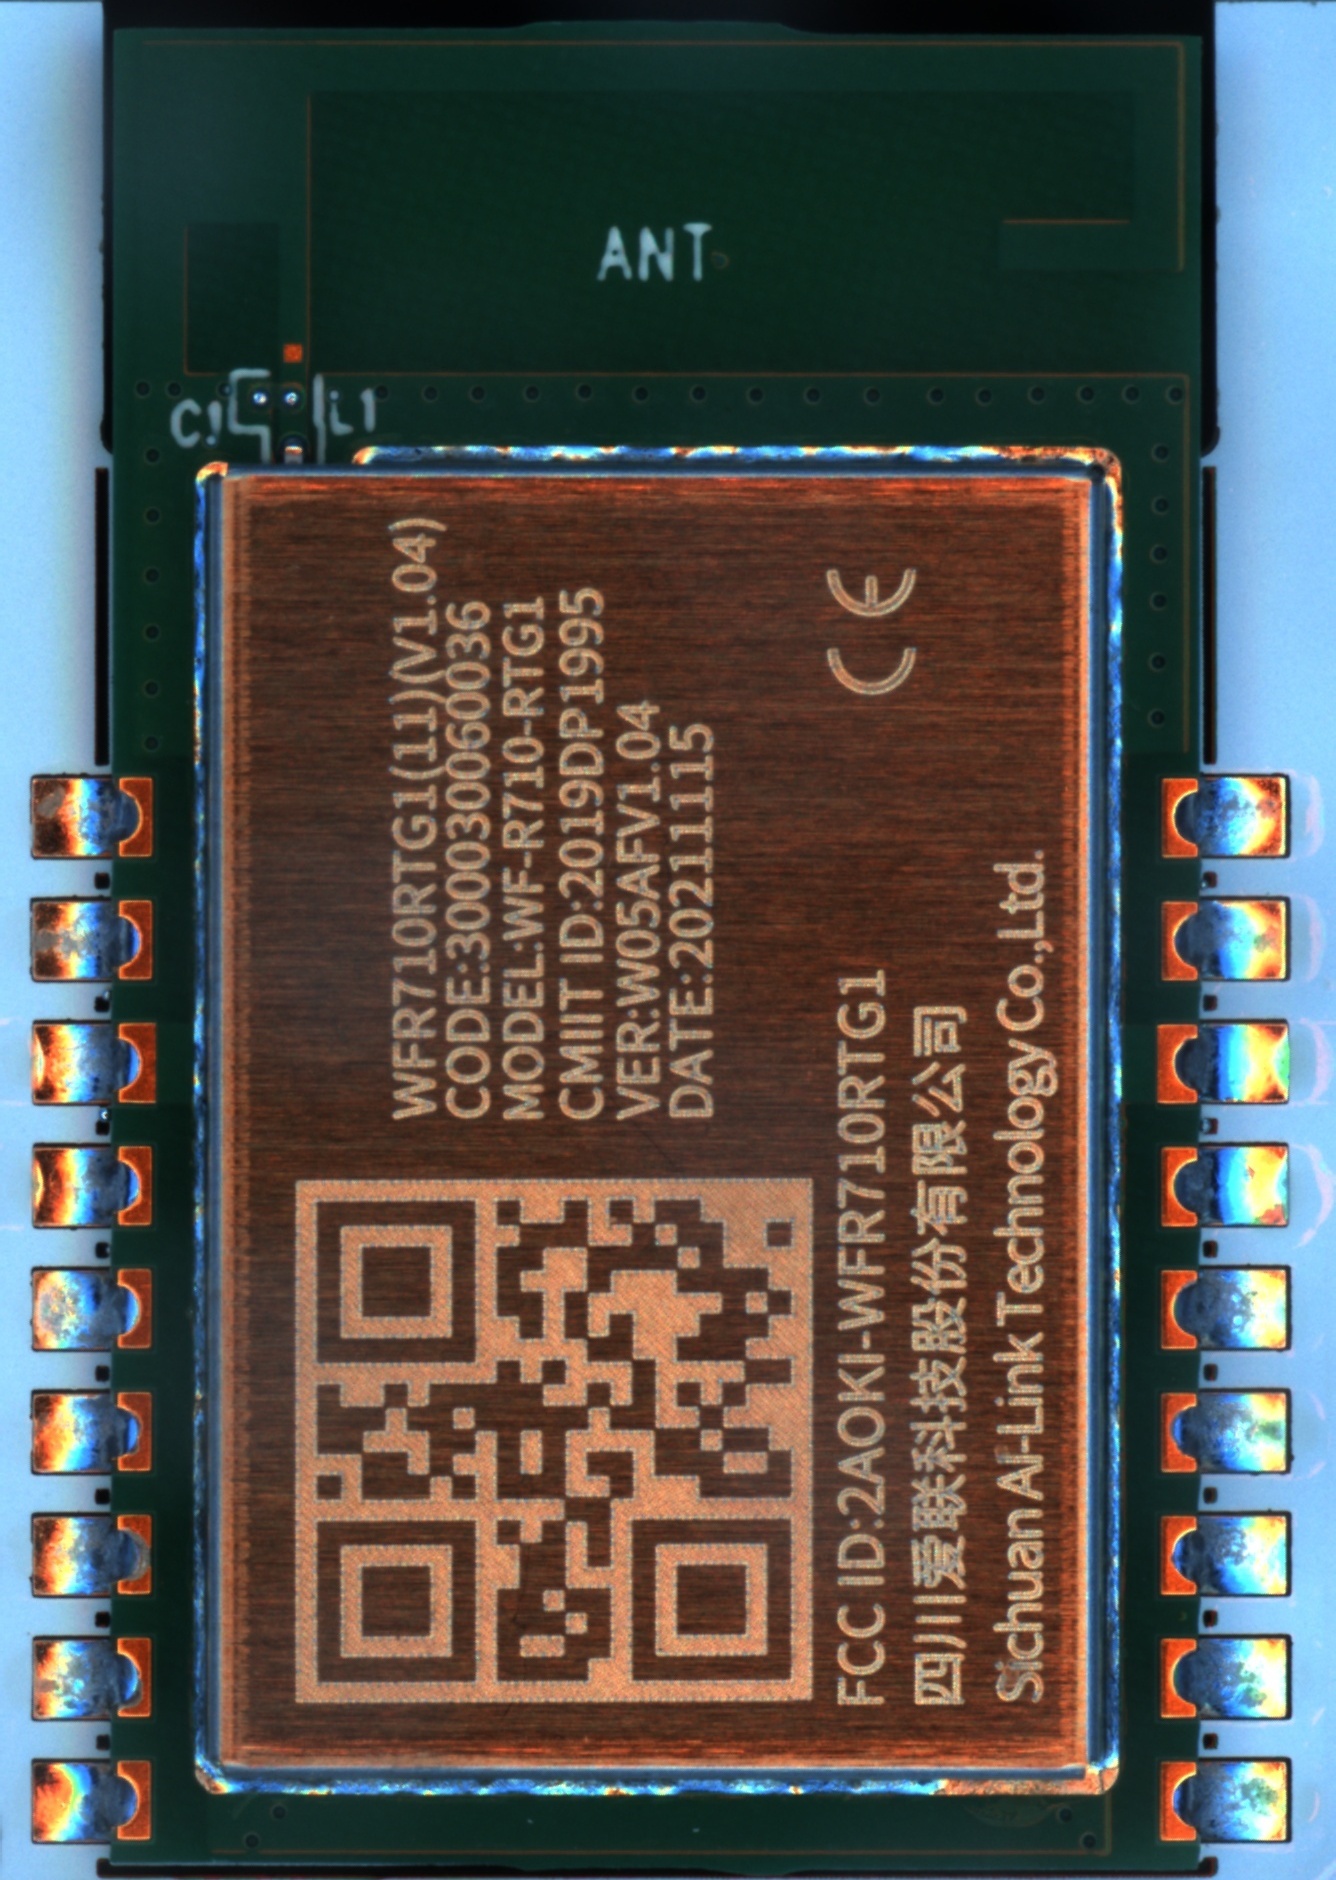 ANT
C1
L1
WFR710RTG1(11)(V1.04)
CODE:30003006060036
MODEL:WF-R710-RTG1
CMIIT ID:2019DP1995
VER:W05AFV1.04
DATE:20211115
CE
FCC ID:2AOKI-WFR710RTG1
四川爱联科技股份有限公司
Sichuan AI-Link Technology Co.,Ltd.